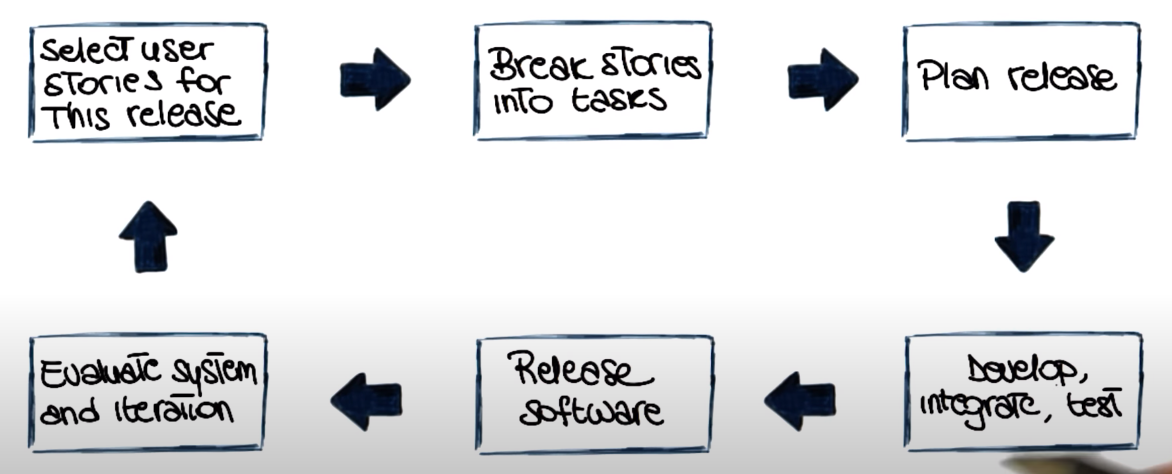 Select user
stories for
This release
Break stories
into tasks
Plan release
Develop,
integrate, test
Release
software
Evaluate system
and iteration